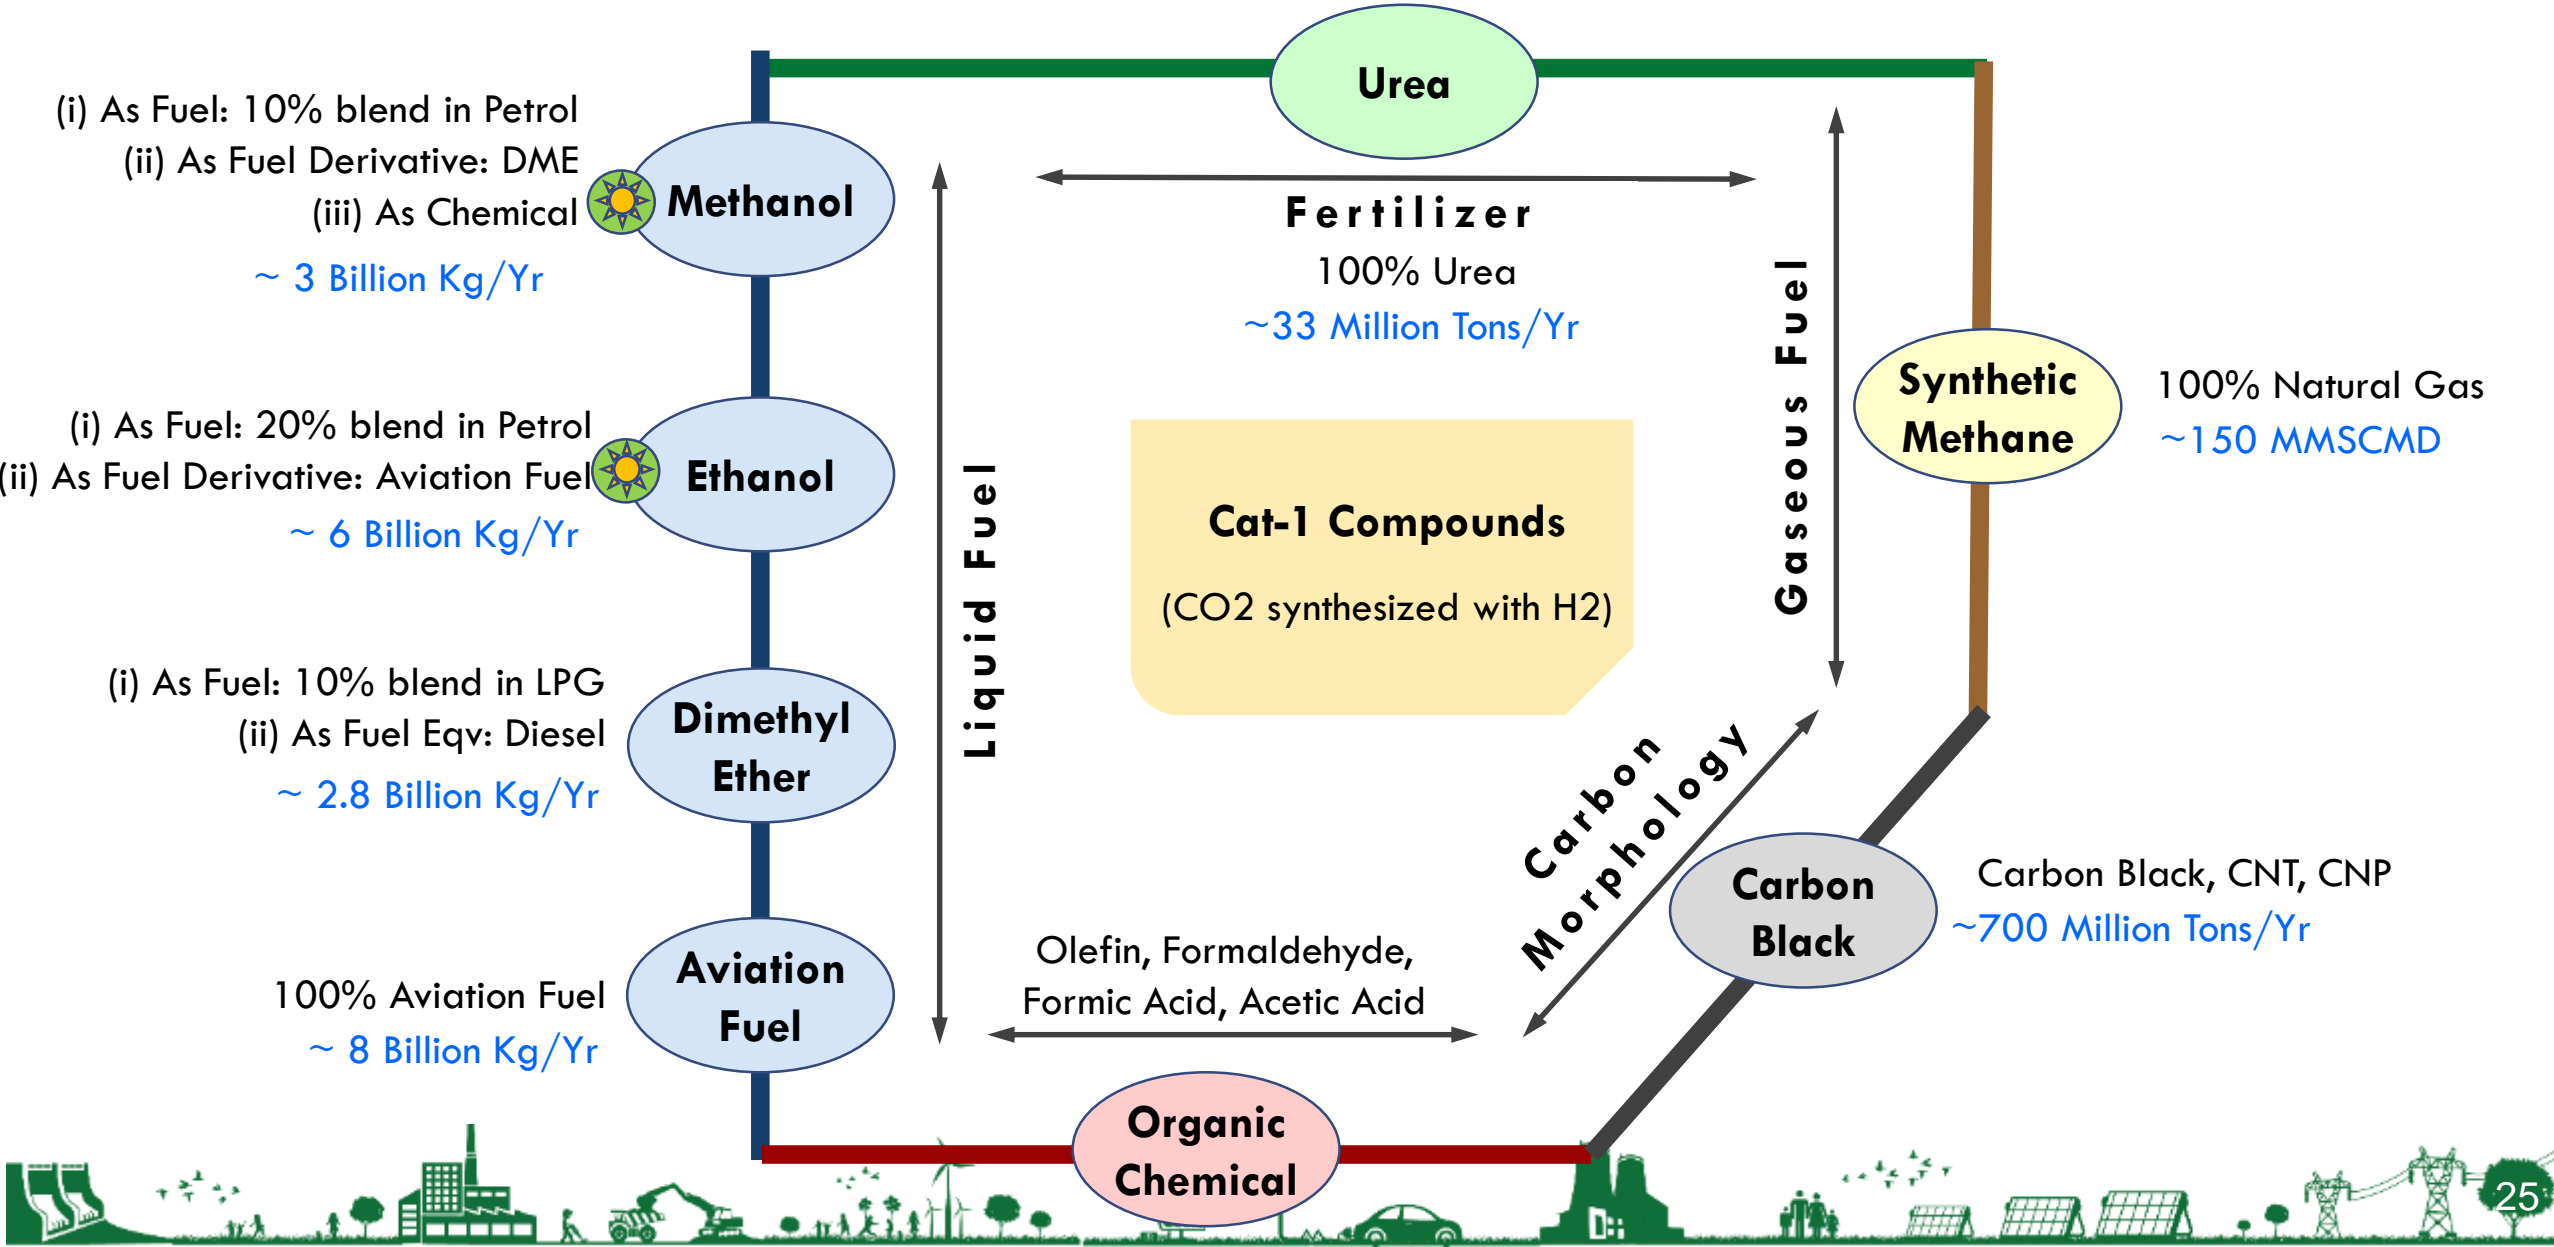 Urea
(i) As Fuel: 10% blend in Petrol
(ii) As Fuel Derivative: DME
(iii) As Chemical
~ 3 Billion Kg/Yr
Methanol
Fertilizer
100% Urea
~33 Million Tons/Yr
Gaseous Fuel
Synthetic
Methane
100% Natural Gas
~150 MMSCMD
(i) As Fuel: 20% blend in Petrol
(ii) As Fuel Derivative: Aviation Fuel
~ 6 Billion Kg/Yr
Ethanol
Liquid Fuel
Cat-1 Compounds
(CO2 synthesized with H2)
(i) As Fuel: 10% blend in LPG
(ii) As Fuel Eqv: Diesel
~ 2.8 Billion Kg/Yr
Dimethyl
Ether
Carbon
Morphology
Carbon
Black
Carbon Black, CNT, CNP
~700 Million Tons/Yr
100% Aviation Fuel
~ 8 Billion Kg/Yr
Aviation
Fuel
Olefin, Formaldehyde,
Formic Acid, Acetic Acid
Organic
Chemical
25